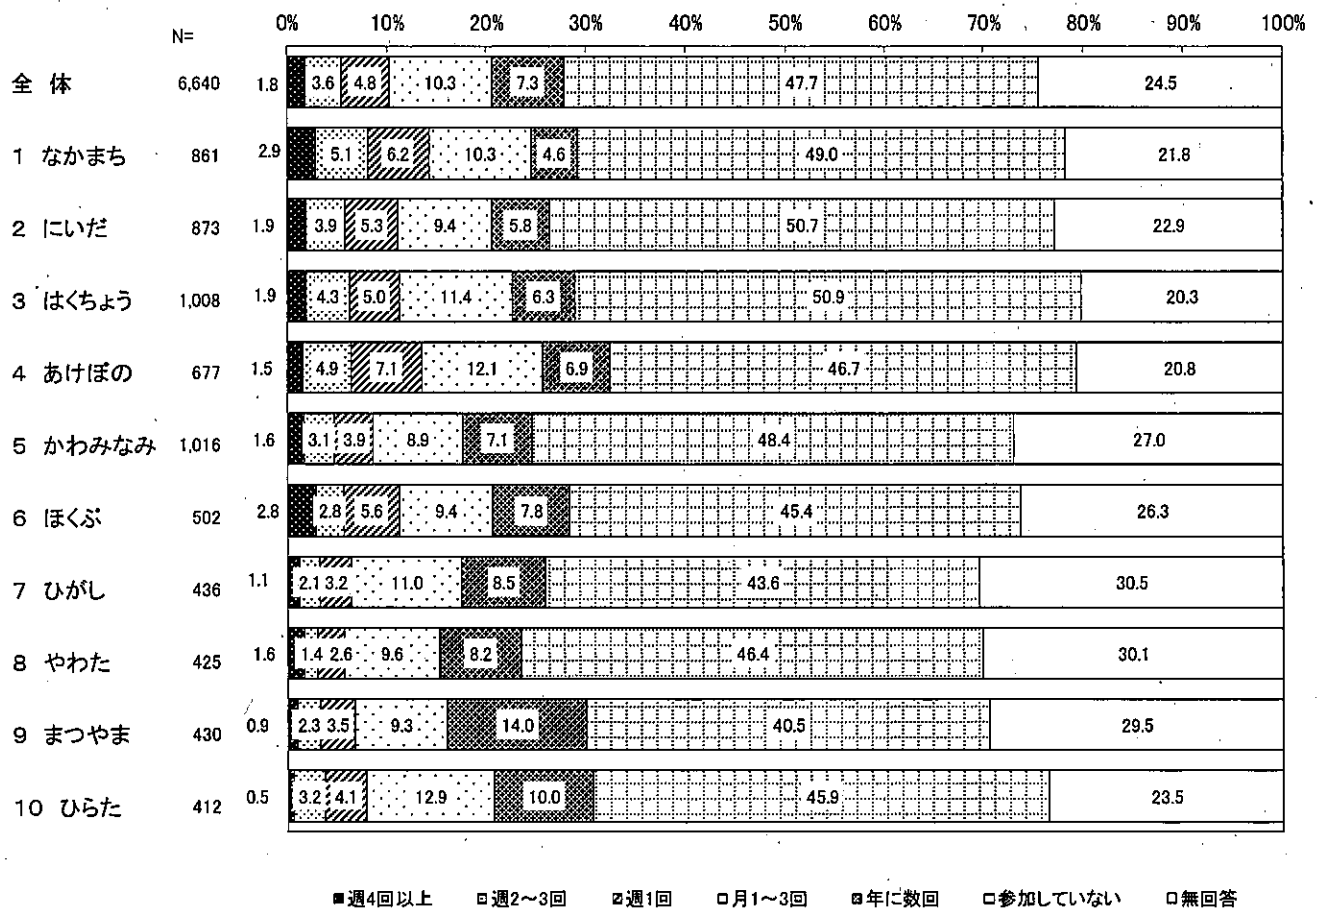 0% 10% 20% 30% 40% 50% 60% 70% 80% 90% 100%
N=
全 体 6,640 1.8 3.6 4.8 10.3 7.3 47.7 24.5
1 なかまち 861 2.9 5.1 6.2 10.3 4.6 49.0 21.8
2 にいだ 873 1.9 3.9 5.3 9.4 5.8 50.7 22.9
3 はくちょう 1,008 1.9 4.3 5.0 11.4 6.3 50.9 20.3
4 あけぼの 677 1.5 4.9 7.1 12.1 6.9 46.7 20.8
5 かわみなみ 1,016 1.6 3.1 3.9 8.9 7.1 48.4 27.0
6 ほくぶ 502 2.8 2.8 5.6 9.4 7.8 45.4 26.3
7 ひがし 436 1.1 2.1 3.2 11.0 8.5 43.6 30.5
8 やわた 425 1.6 1.4 2.6 9.6 8.2 46.4 30.1
9 まつやま 430 0.9 2.3 3.5 9.3 14.0 40.5 29.5
10 ひらた 412 0.5 3.2 4.1 12.9 10.0 45.9 23.5
週4回以上 週2~3回 週1回 月1~3回 年に数回 参加していない 無回答